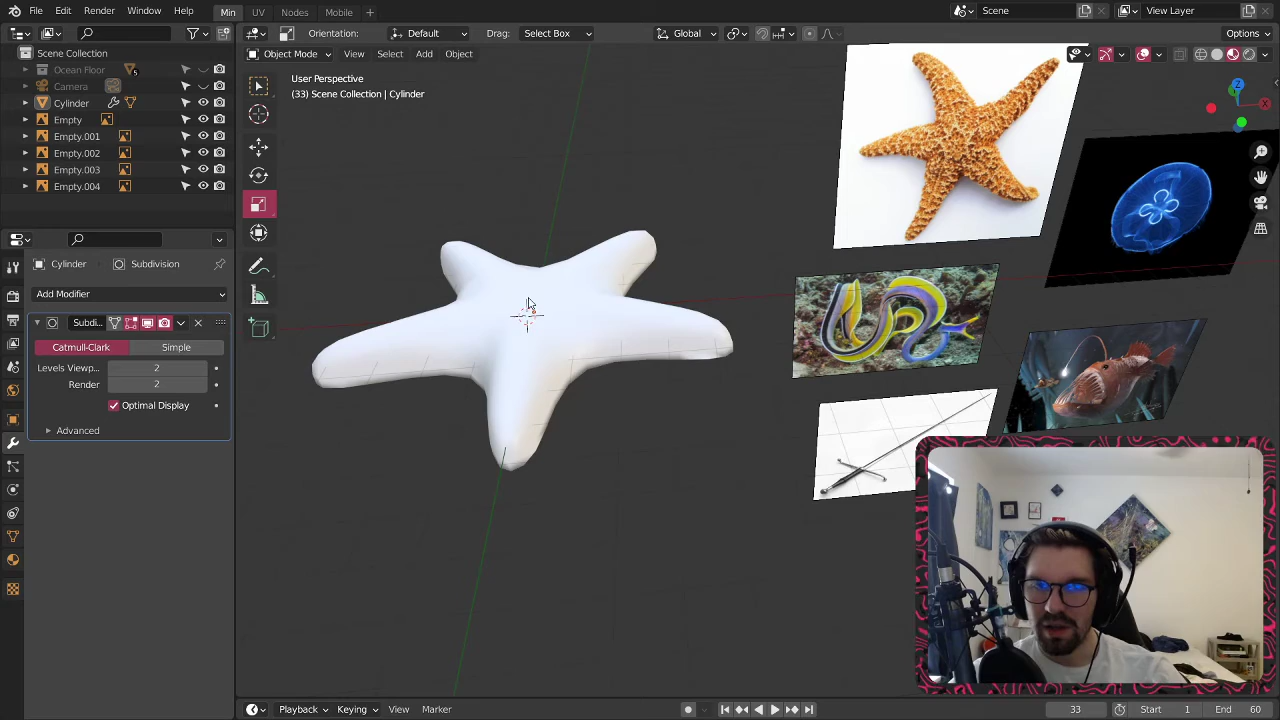 File Edit Render Window Help Min UV Nodes Mobile + Scene View Layer
Orientation: Default Drag: Select Box Global Options
Scene Collection
Ocean Floor 5
Camera
Cylinder
Empty
Empty.001
Empty.002
Empty.003
Empty.004
Object Mode View Select Add Object
User Perspective
(33) Scene Collection | Cylinder
Z
X
Cylinder Subdivision
Add Modifier
Subdi...
Catmull-Clark Simple
Levels Viewp... 2
Render 2
Optimal Display
Advanced
Playback Keying View Marker 33 Start 1 End 60